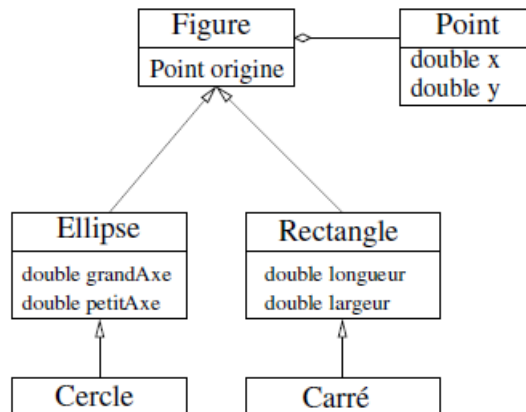 Figure
Point origine
Point
double x
double y
Ellipse
double grandAxe
double petitAxe
Rectangle
double longueur
double largeur
Cercle
Carré